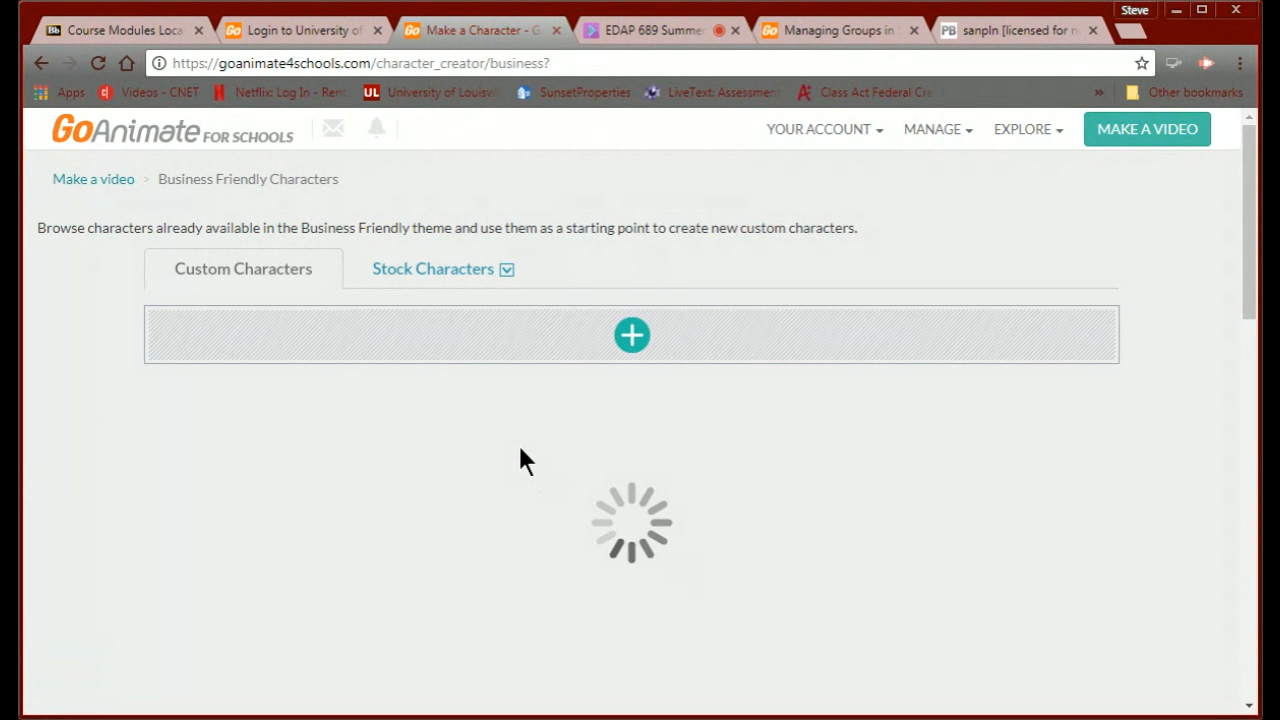 Steve
Course Modules Loca
Login to University of
Make a Character - G
EDAP 689 Summer
Managing Groups in
sanpln [licensed for n
https://goanimate4schools.com/character_creator/business?
Apps
Videos - CNET
Netflix Log In - Rent
University of Louisvi
SunsetProperties
LiveText: Assessment
Class Act Federal Cre
»
Other bookmarks
GoAnimate FOR SCHOOLS
YOUR ACCOUNT
MANAGE
EXPLORE
MAKE A VIDEO
Make a video > Business Friendly Characters
Browse characters already available in the Business Friendly theme and use them as a starting point to create new custom characters.
Custom Characters
Stock Characters